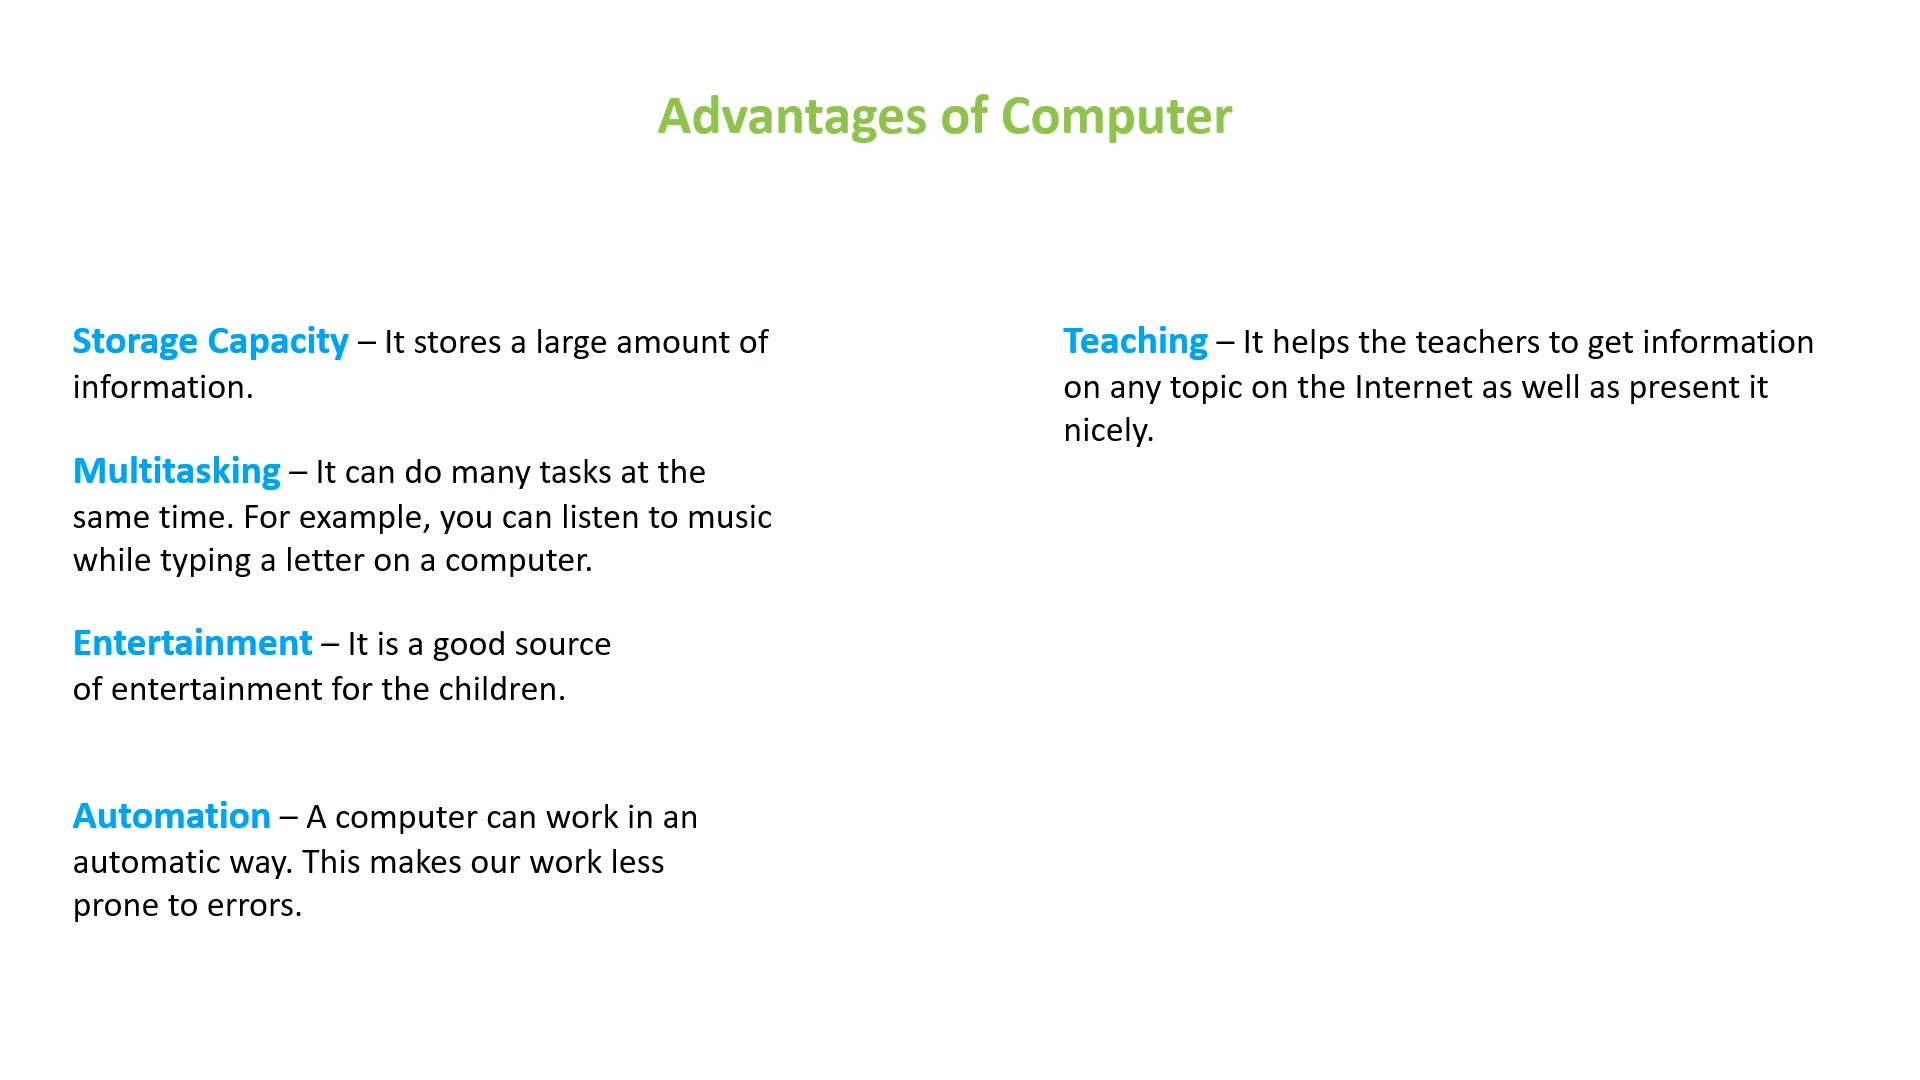 Advantages of Computer
Storage Capacity – It stores a large amount of
information.
Multitasking – It can do many tasks at the
same time. For example, you can listen to music
while typing a letter on a computer.
Entertainment – It is a good source
of entertainment for the children.
Automation – A computer can work in an
automatic way. This makes our work less
prone to errors.
Teaching – It helps the teachers to get information
on any topic on the Internet as well as present it
nicely.